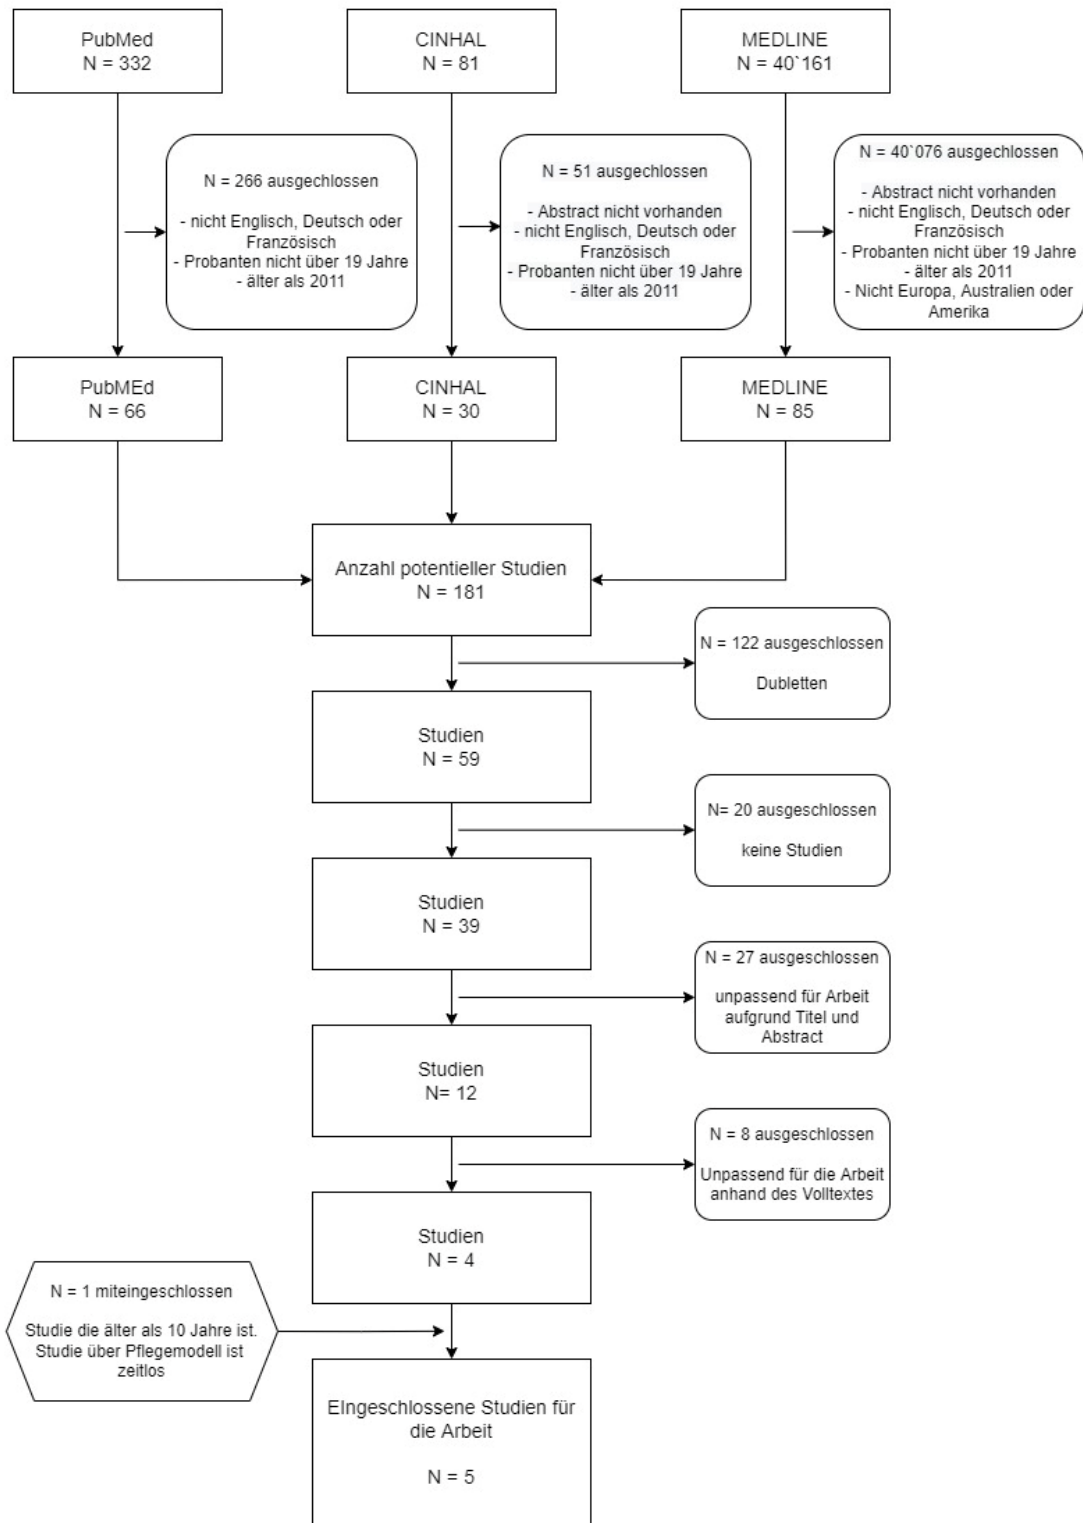 PubMed
N = 332
CINHAL
N = 81
MEDLINE
N = 40`161
N = 266 ausgechlossen
- nicht Englisch, Deutsch oder
Französisch
- Probanten nicht über 19 Jahre
- älter als 2011
N = 51 ausgechlossen
- Abstract nicht vorhanden
- nicht Englisch, Deutsch oder
Französisch
- Probanten nicht über 19 Jahre
- älter als 2011
N = 40`076 ausgechlossen
- Abstract nicht vorhanden
- nicht Englisch, Deutsch oder
Französisch
- Probanten nicht über 19 Jahre
- älter als 2011
- Nicht Europa, Australien oder
Amerika
PubMEd
N = 66
CINHAL
N = 30
MEDLINE
N = 85
Anzahl potentieller Studien
N = 181
N = 122 ausgeschlossen
Dubletten
Studien
N = 59
N= 20 ausgeschlossen
keine Studien
Studien
N = 39
N = 27 ausgeschlossen
unpassend für Arbeit
aufgrund Titel und
Abstract
Studien
N= 12
N = 8 ausgeschlossen
Unpassend für die Arbeit
anhand des Volltextes
Studien
N = 4
N = 1 miteingeschlossen
Studie die älter als 10 Jahre ist.
Studie über Pflegemodell ist
zeitlos
EIngeschlossene Studien für
die Arbeit
N = 5